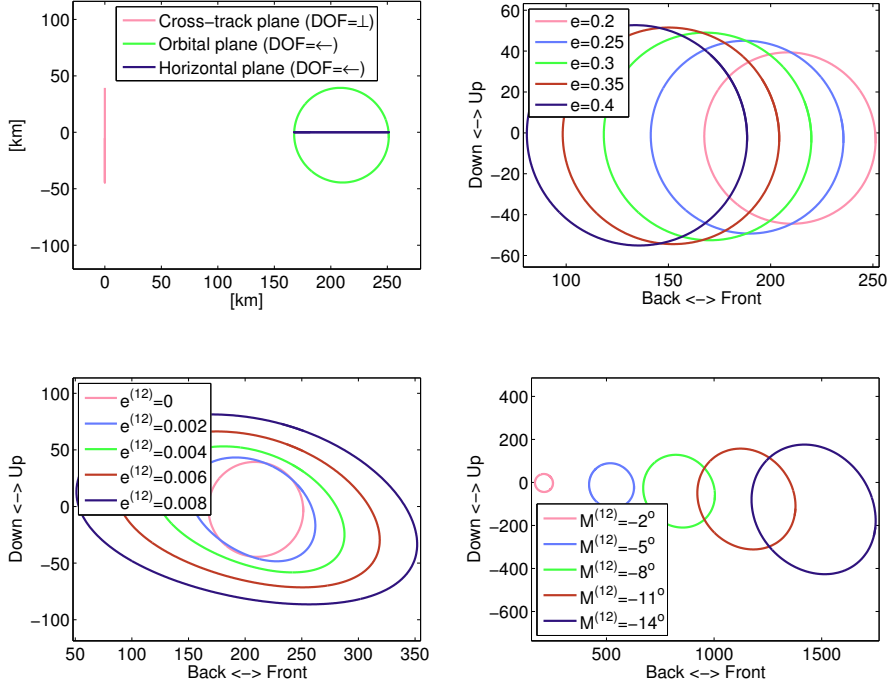 Cross-track plane (DOF=⊥)
Orbital plane (DOF=←)
Horizontal plane (DOF=←)
100
50
0
−50
−100
[km]
0 50 100 150 200 250
[km]
e=0.2
e=0.25
e=0.3
e=0.35
e=0.4
60
40
20
0
−20
−40
−60
Down <-> Up
100 150 200 250
Back <-> Front
e(12)=0
e(12)=0.002
e(12)=0.004
e(12)=0.006
e(12)=0.008
100
50
0
−50
−100
Down <-> Up
50 100 150 200 250 300 350
Back <-> Front
400
200
0
−200
−400
−600
Down <-> Up
M(12)=−2°
M(12)=−5°
M(12)=−8°
M(12)=−11°
M(12)=−14°
500 1000 1500
Back <-> Front